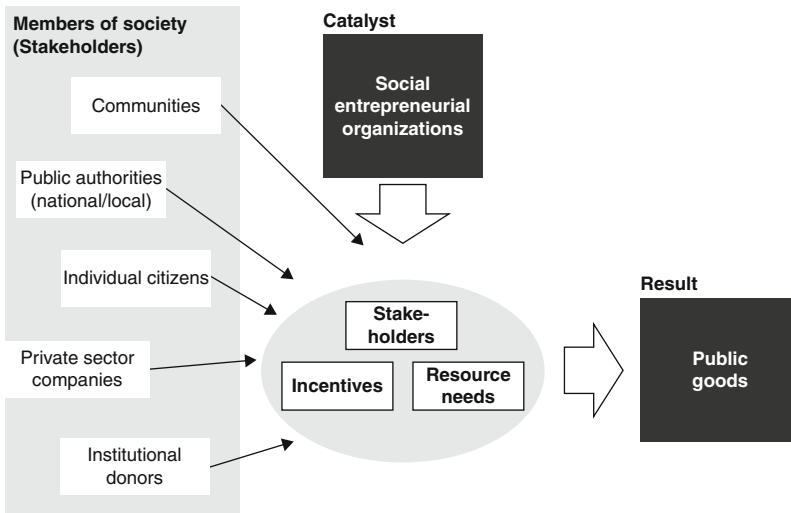 Members of society
(Stakeholders)
Communities
Public authorities
(national/local)
Individual citizens
Private sector
companies
Institutional
donors
Catalyst
Social
entrepreneurial
organizations
Stake-
holders
Incentives
Resource
needs
Result
Public
goods